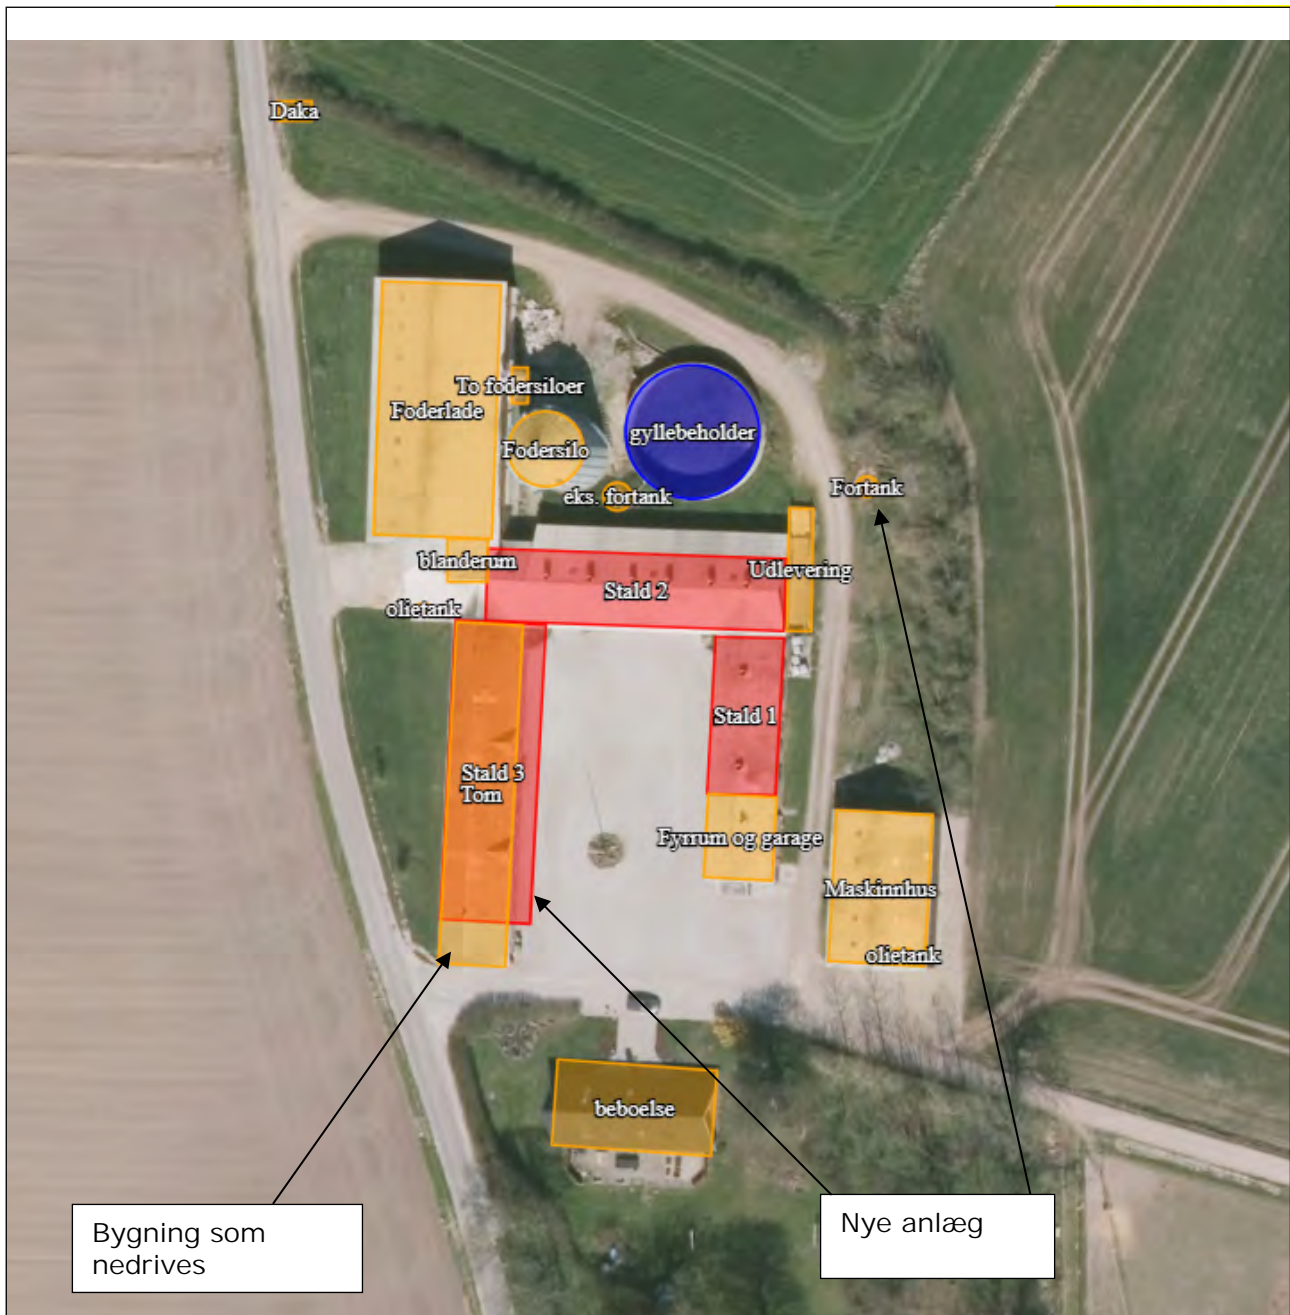 Daka
To fodersiloer
Foderlade
gyllebeholder
Fodersilo
Fortank
eks. fortank
blanderum
Udlevering
Stald 2
olietank
Stald 1
Stald 3
Tom
Fyrrum og garage
Maskinnhus
olietank
beboelse
Bygning som
nedrives
Nye anlæg